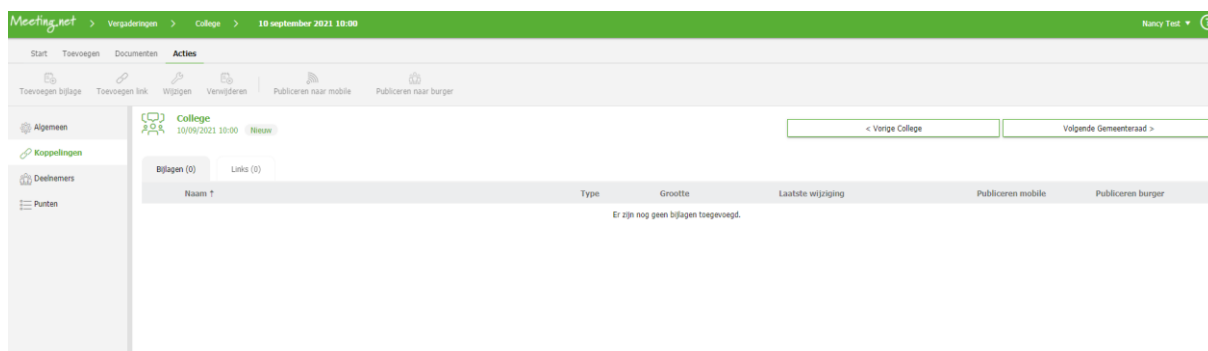 Meeting.net > Vergaderingen > College > 10 september 2021 10:00 Nancy Test ▼
Start Toevoegen Documenten Acties
Toevoegen bijlage Toevoegen link Wijzigen Verwijderen Publiceren naar mobile Publiceren naar burger
Algemeen
Koppelingen
Deelnemers
Punten
College
10/09/2021 10:00 Nieuw
< Vorige College Volgende Gemeenteraad >
Bijlagen (0) Links (0)
Naam ↑ Type Grootte Laatste wijziging Publiceren mobile Publiceren burger
Er zijn nog geen bijlagen toegevoegd.